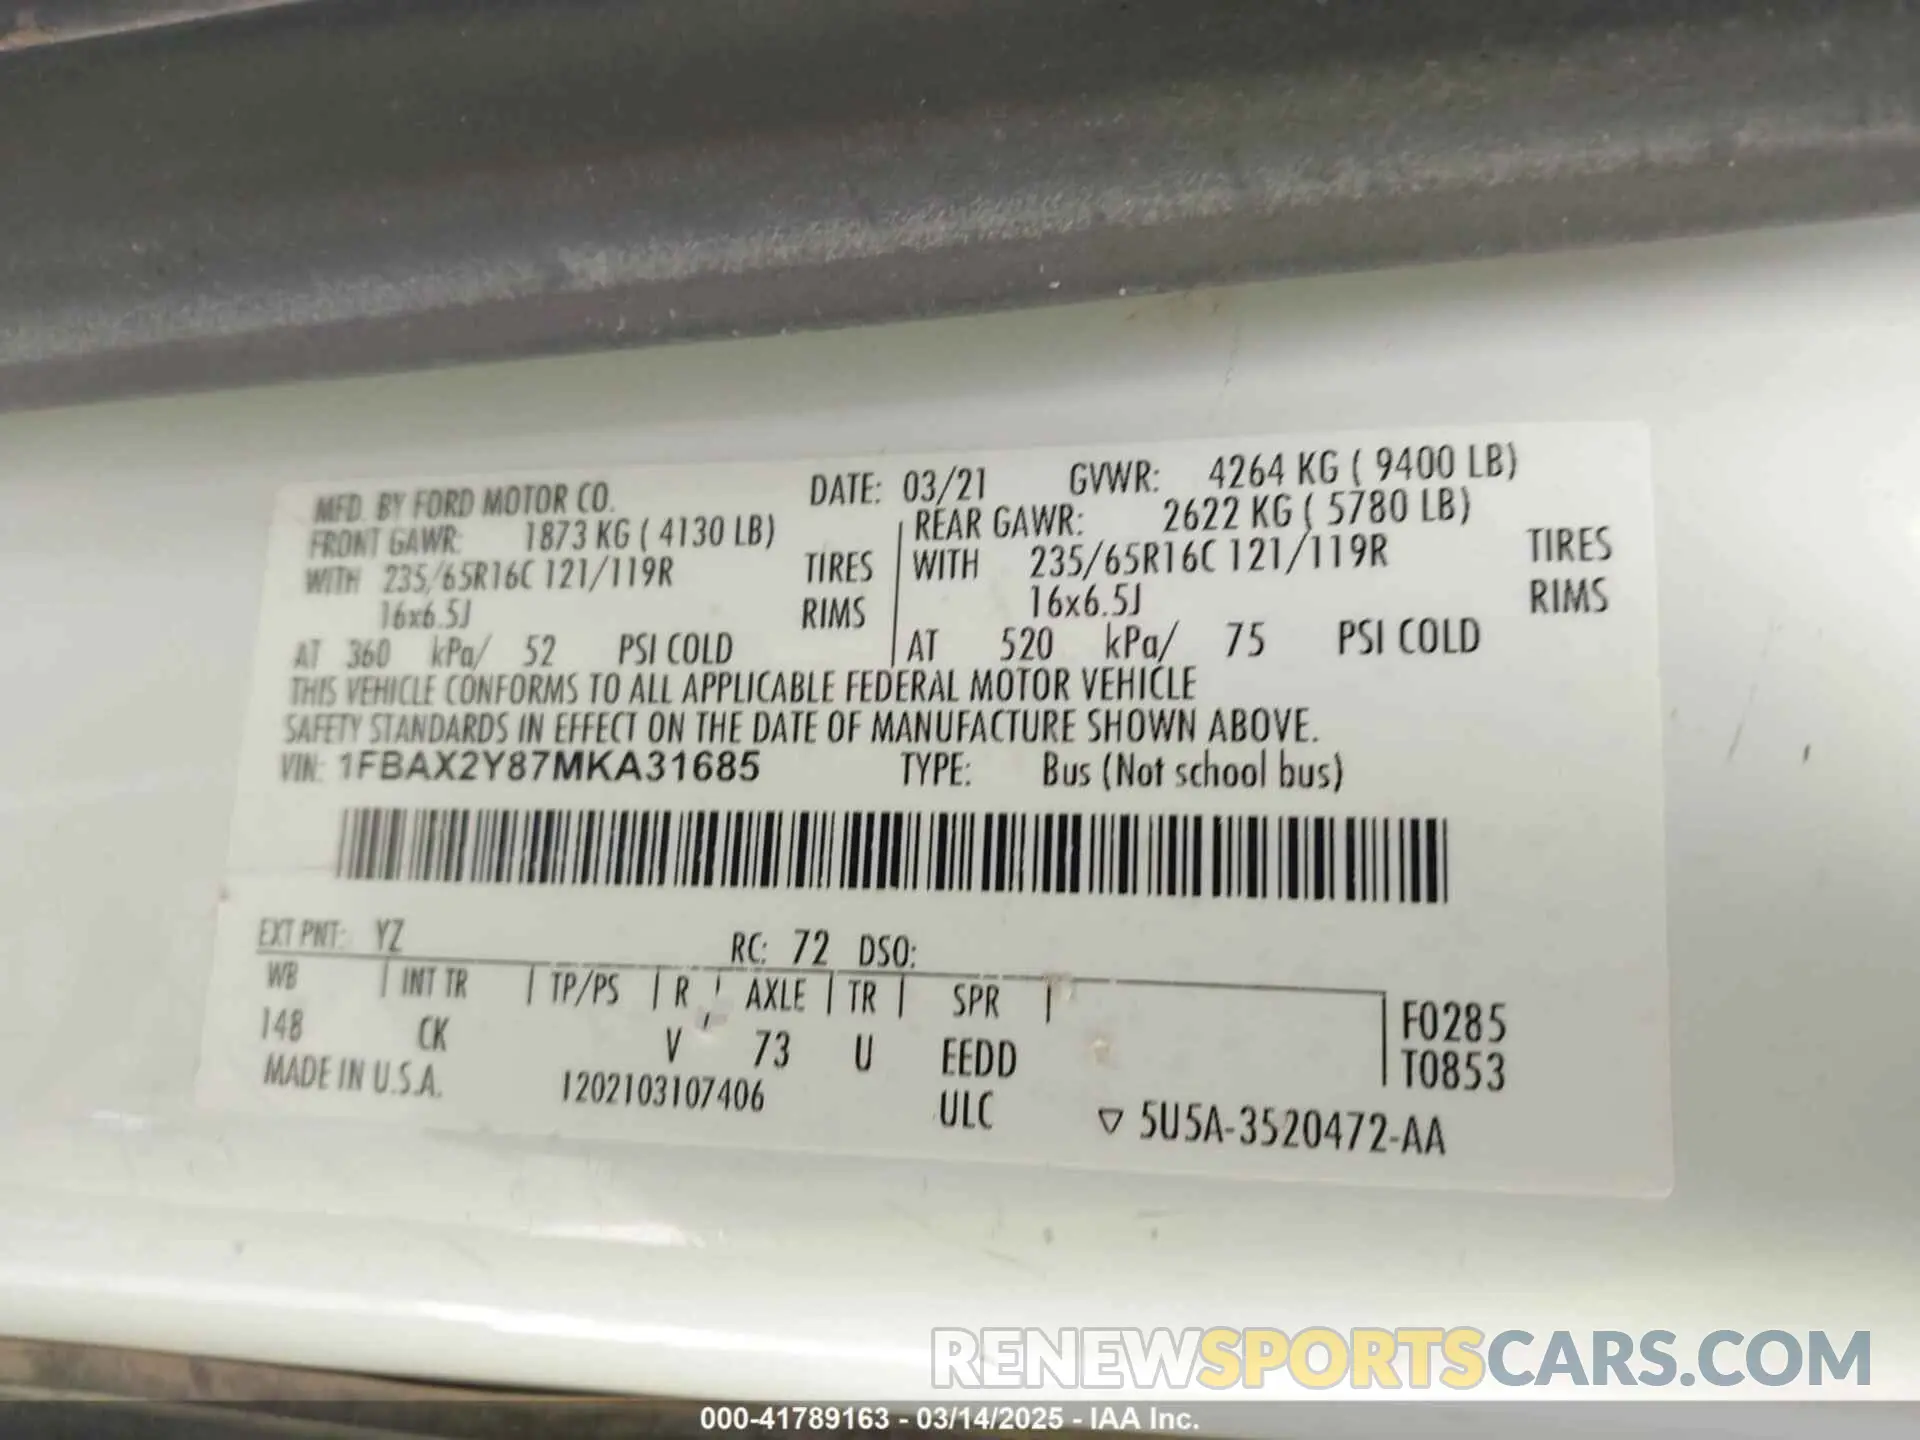 MFD. BY FORD MOTOR CO. DATE: 03/21 GVWR: 4264 KG ( 9400 LB)
FRONT GAWR: 1873 KG ( 4130 LB) REAR GAWR: 2622 KG ( 5780 LB)
WITH 235/65R16C 121/119R TIRES WITH 235/65R16C 121/119R TIRES
16x6.5J RIMS 16x6.5J RIMS
AT 360 kPa/ 52 PSI COLD AT 520 kPa/ 75 PSI COLD
THIS VEHICLE CONFORMS TO ALL APPLICABLE FEDERAL MOTOR VEHICLE
SAFETY STANDARDS IN EFFECT ON THE DATE OF MANUFACTURE SHOWN ABOVE.
VIN: 1FBAX2Y87MKA31685 TYPE: Bus (Not school bus)
EXT PNT: YZ RC: 72 DSO:
WB INT TR TP/PS R AXLE TR SPR F0285
148 CK V 73 U EEDD T0853
MADE IN U.S.A. 1202103107406 ULC ▽ 5U5A-3520472-AA
RENEWSPORTSCARS.COM
000-41789163 - 03/14/2025 - IAA Inc.